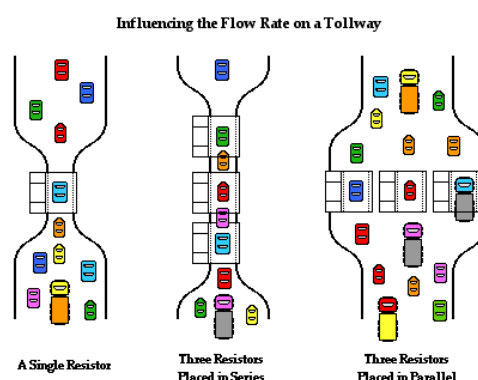 Influencing the Flow Rate on a Tollway
A Single Resistor
Three Resistors
Placed in Series
Three Resistors
Placed in Parallel